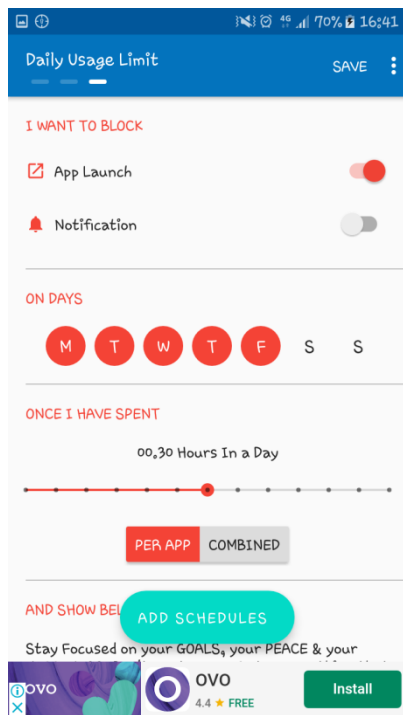 4G 70% 16:41
Daily Usage Limit
SAVE
I WANT TO BLOCK
App Launch
Notification
ON DAYS
M T W T F S S
ONCE I HAVE SPENT
00.30 Hours In a Day
PER APP COMBINED
AND SHOW BEL
ADD SCHEDULES
Stay Focused on your GOALS, your PEACE & your
OVO
OVO
4.4 ★ FREE
Install